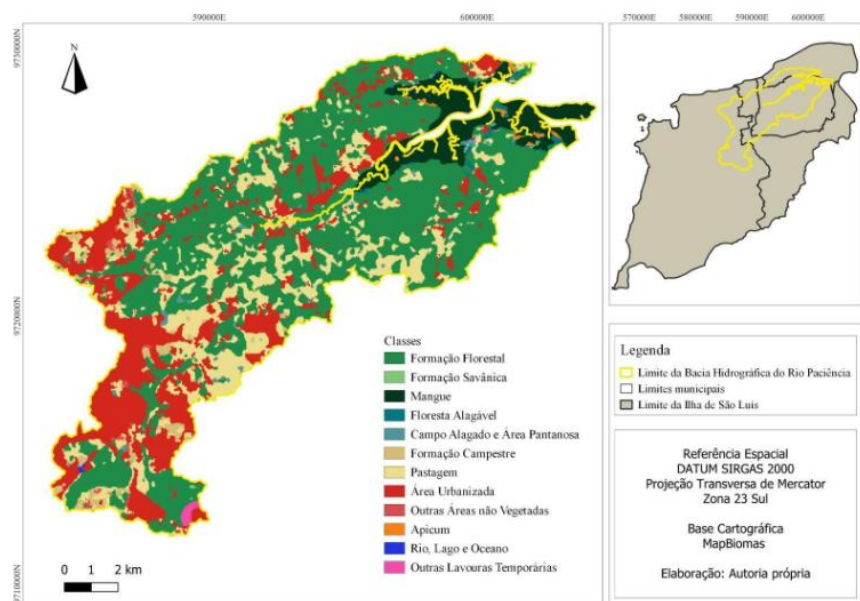 590000E
600000E
9730000N
9720000N
9710000N
N
Classes
Formação Florestal
Formação Savânica
Mangue
Floresta Alagável
Campo Alagado e Área Pantanosa
Formação Campestre
Pastagem
Área Urbanizada
Outras Áreas não Vegetadas
Apicum
Rio, Lago e Oceano
Outras Lavouras Temporárias
0 1 2 km
570000E 580000E 590000E 600000E
Legenda
Limite da Bacia Hidrográfica do Rio Paciência
Limites municipais
Limite da Ilha de São Luis
Referência Espacial
DATUM SIRGAS 2000
Projeção Transversa de Mercator
Zona 23 Sul
Base Cartográfica
MapBiomas
Elaboração: Autoria própria